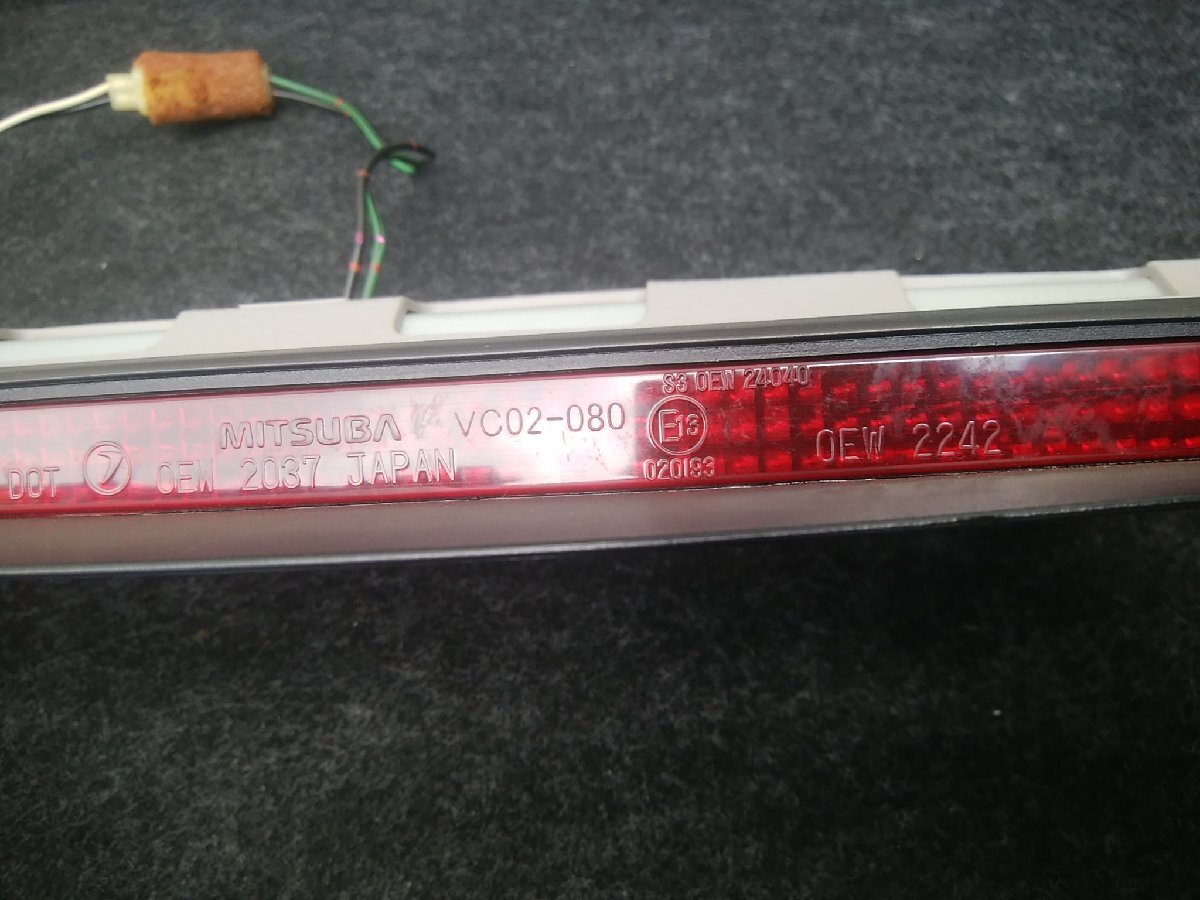 S3 OEW 24040
MITSUBA VC02-080 E13 OEW 2242
DOT OEW 2037 JAPAN 020193